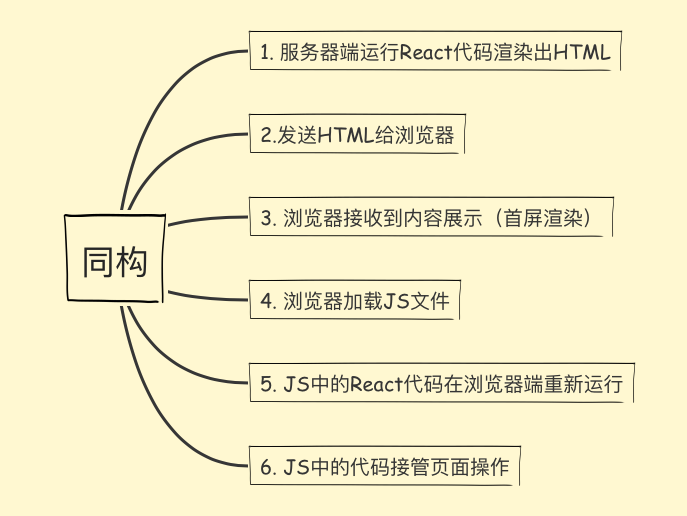 1. 服务器端运行React代码渲染出HTML
2.发送HTML给浏览器
3. 浏览器接收到内容展示（首屏渲染）
同构
4. 浏览器加载JS文件
5. JS中的React代码在浏览器端重新运行
6. JS中的代码接管页面操作